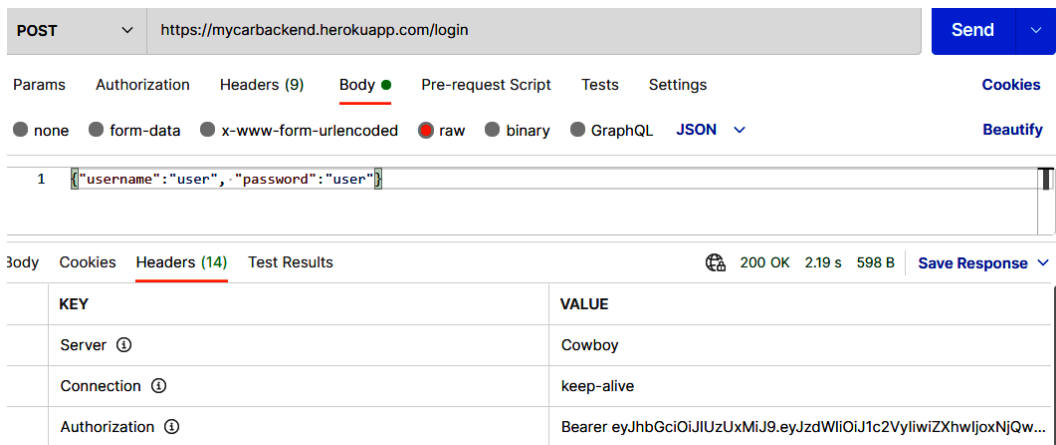 POST https://mycarbackend.herokuapp.com/login Send
Params Authorization Headers (9) Body Pre-request Script Tests Settings Cookies
none form-data x-www-form-urlencoded raw binary GraphQL JSON Beautify
1 {"username":"user", "password":"user"}
Body Cookies Headers (14) Test Results 200 OK 2.19 s 598 B Save Response
KEY VALUE
Server Cowboy
Connection keep-alive
Authorization Bearer eyJhbGciOiJIUzUxMiJ9.eyJzdWIiOiJ1c2VyIiwiZXhwIjoxNjQw...